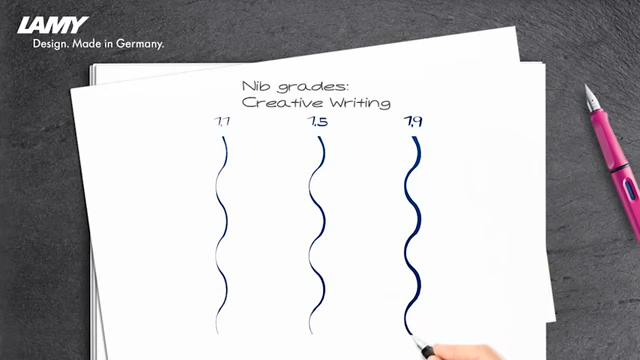 LAMY
Design. Made in Germany.
Nib grades:
Creative Writing
1,1 1,5 1,9